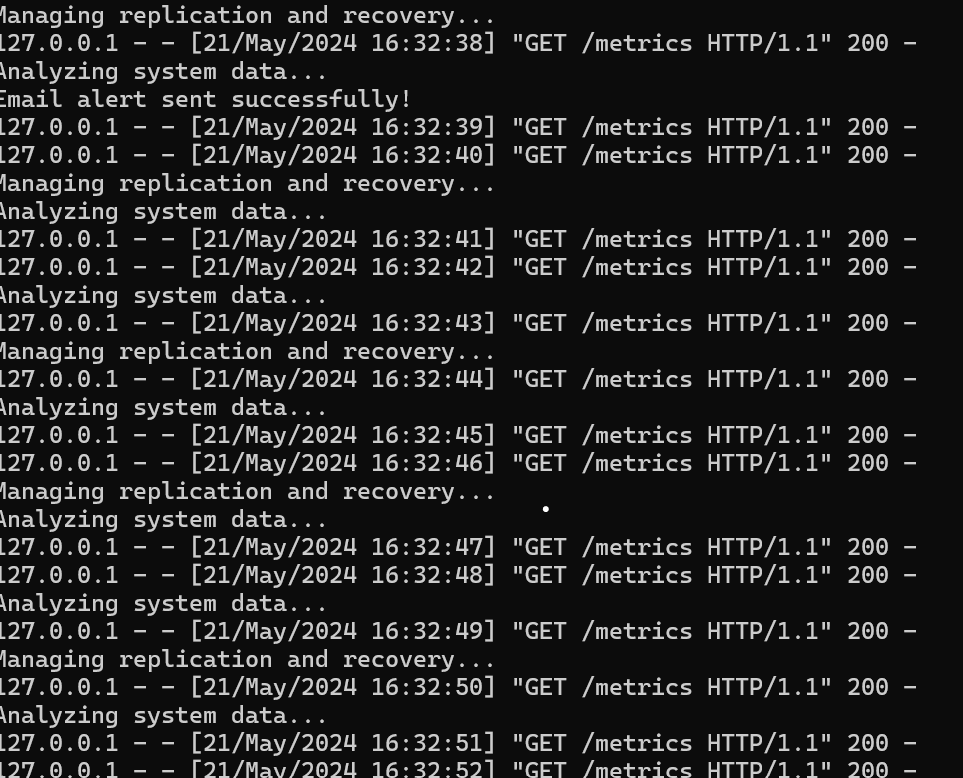 Managing replication and recovery...
127.0.0.1 - - [21/May/2024 16:32:38] "GET /metrics HTTP/1.1" 200 -
Analyzing system data...
Email alert sent successfully!
127.0.0.1 - - [21/May/2024 16:32:39] "GET /metrics HTTP/1.1" 200 -
127.0.0.1 - - [21/May/2024 16:32:40] "GET /metrics HTTP/1.1" 200 -
Managing replication and recovery...
Analyzing system data...
127.0.0.1 - - [21/May/2024 16:32:41] "GET /metrics HTTP/1.1" 200 -
127.0.0.1 - - [21/May/2024 16:32:42] "GET /metrics HTTP/1.1" 200 -
Analyzing system data...
127.0.0.1 - - [21/May/2024 16:32:43] "GET /metrics HTTP/1.1" 200 -
Managing replication and recovery...
127.0.0.1 - - [21/May/2024 16:32:44] "GET /metrics HTTP/1.1" 200 -
Analyzing system data...
127.0.0.1 - - [21/May/2024 16:32:45] "GET /metrics HTTP/1.1" 200 -
127.0.0.1 - - [21/May/2024 16:32:46] "GET /metrics HTTP/1.1" 200 -
Managing replication and recovery...
Analyzing system data...
127.0.0.1 - - [21/May/2024 16:32:47] "GET /metrics HTTP/1.1" 200 -
127.0.0.1 - - [21/May/2024 16:32:48] "GET /metrics HTTP/1.1" 200 -
Analyzing system data...
127.0.0.1 - - [21/May/2024 16:32:49] "GET /metrics HTTP/1.1" 200 -
Managing replication and recovery...
127.0.0.1 - - [21/May/2024 16:32:50] "GET /metrics HTTP/1.1" 200 -
Analyzing system data...
127.0.0.1 - - [21/May/2024 16:32:51] "GET /metrics HTTP/1.1" 200 -
127.0.0.1 - - [21/May/2024 16:32:52] "GET /metrics HTTP/1.1" 200 -